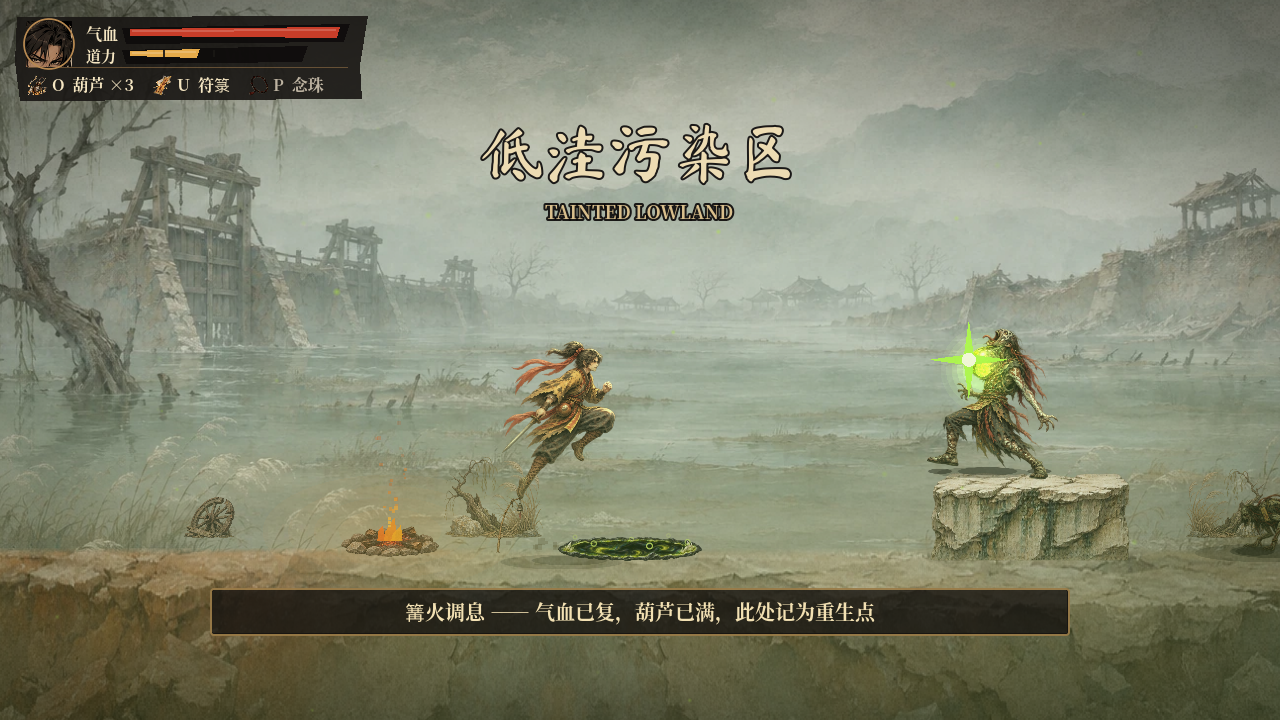 气血
道力
O 葫芦 ×3 U 符箓 P 念珠
低洼污染区
TAINTED LOWLAND
篝火调息 —— 气血已复，葫芦已满，此处记为重生点